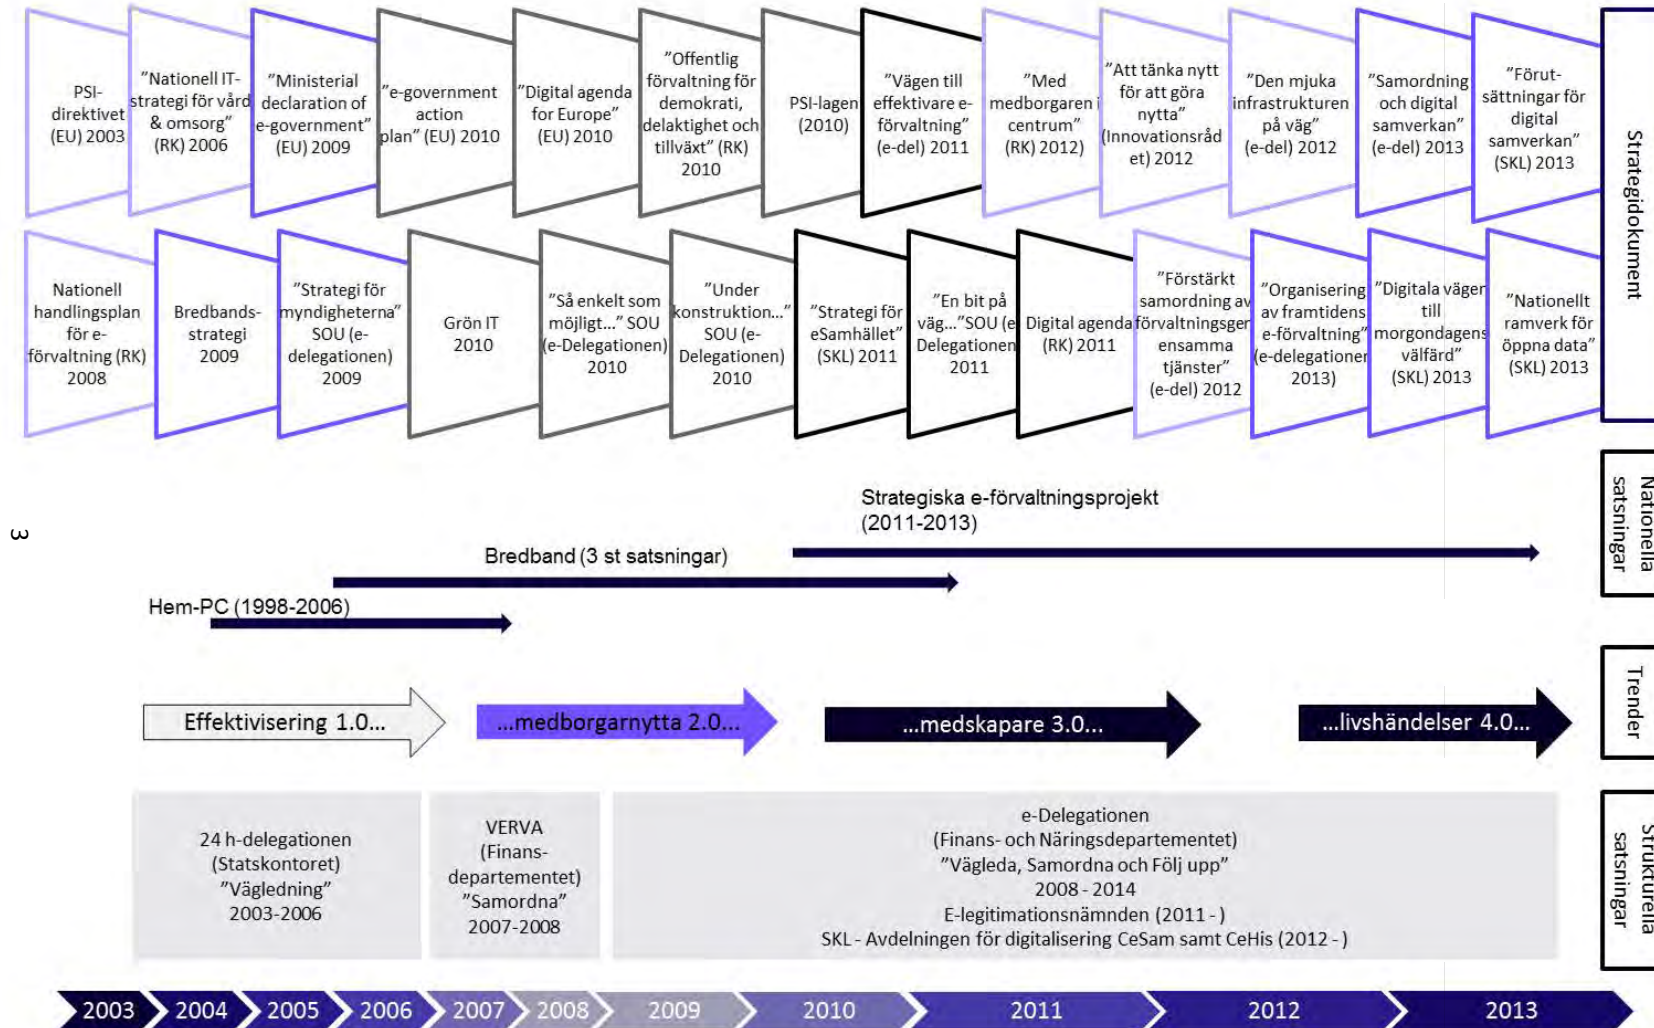 PSI-
direktivet
(EU) 2003
”Nationell IT-
strategi för vård
& omsorg”
(RK) 2006
”Ministerial
declaration of
e-government”
(EU) 2009
”e-government
action
plan” (EU) 2010
”Digital agenda
for Europe”
(EU) 2010
”Offentlig
förvaltning för
demokrati,
delaktighet och
tillväxt” (RK)
2010
PSI-lagen
(2010)
”Vägen till
effektivare e-
förvaltning”
(e-del) 2011
”Med
medborgaren i
centrum”
(RK) 2012)
”Att tänka nytt
för att göra
nytta”
(Innovationsråd
et) 2012
”Den mjuka
infrastrukturen
på väg”
(e-del) 2012
”Samordning
och digital
samverkan”
(e-del) 2013
”Förut-
sättningar för
digital
samverkan”
(SKL) 2013
Strategidokument
Nationell
handlingsplan
för e-
förvaltning (RK)
2008
Bredbands-
strategi
2009
”Strategi för
myndigheterna”
SOU (e-
delegationen)
2009
Grön IT
2010
”Så enkelt som
möjligt...” SOU
(e-Delegationen)
2010
”Under
konstruktion...”
SOU (e-
Delegationen)
2010
”Strategi för
eSamhället”
(SKL) 2011
”En bit på
väg...”SOU (e
Delegationen
2011
Digital agenda
(RK) 2011
”Förstärkt
samordning av
förvaltningsgem
ensamma
tjänster”
(e-del) 2012
”Organisering
av framtidens
e-förvaltning”
(e-delegationen
2013)
”Digitala vägen
till
morgondagens
välfärd”
(SKL) 2013
”Nationellt
ramverk för
öppna data”
(SKL) 2013
Nationella
satsningar
Strategiska e-förvaltningsprojekt
(2011-2013)
Bredband (3 st satsningar)
Hem-PC (1998-2006)
3
Trender
Effektivisering 1.0...
...medborgarnytta 2.0...
...medskapare 3.0...
...livshändelser 4.0...
Strukturella
satsningar
24 h-delegationen
(Statskontoret)
”Vägledning”
2003-2006
VERVA
(Finans-
departementet)
”Samordna”
2007-2008
e-Delegationen
(Finans- och Näringsdepartementet)
”Vägleda, Samordna och Följ upp”
2008 - 2014
E-legitimationsnämnden (2011 - )
SKL - Avdelningen för digitalisering CeSam samt CeHis (2012 - )
2003 2004 2005 2006 2007 2008 2009 2010 2011 2012 2013